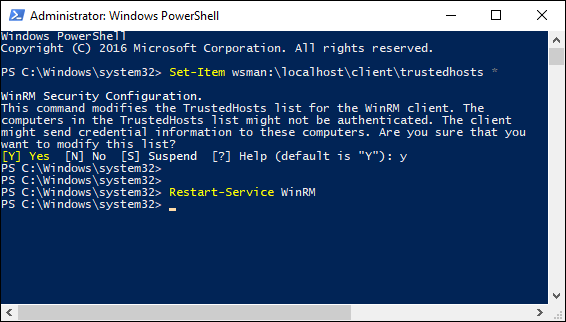 Administrator: Windows PowerShell
Windows PowerShell
Copyright (C) 2016 Microsoft Corporation. All rights reserved.
PS C:\Windows\system32> Set-Item wsman:\localhost\client\trustedhosts *
WinRM Security Configuration.
This command modifies the TrustedHosts list for the WinRM client. The
computers in the TrustedHosts list might not be authenticated. The client
might send credential information to these computers. Are you sure that you
want to modify this list?
[Y] Yes  [N] No  [S] Suspend  [?] Help (default is "Y"): y
PS C:\Windows\system32>
PS C:\Windows\system32>
PS C:\Windows\system32> Restart-Service WinRM
PS C:\Windows\system32>